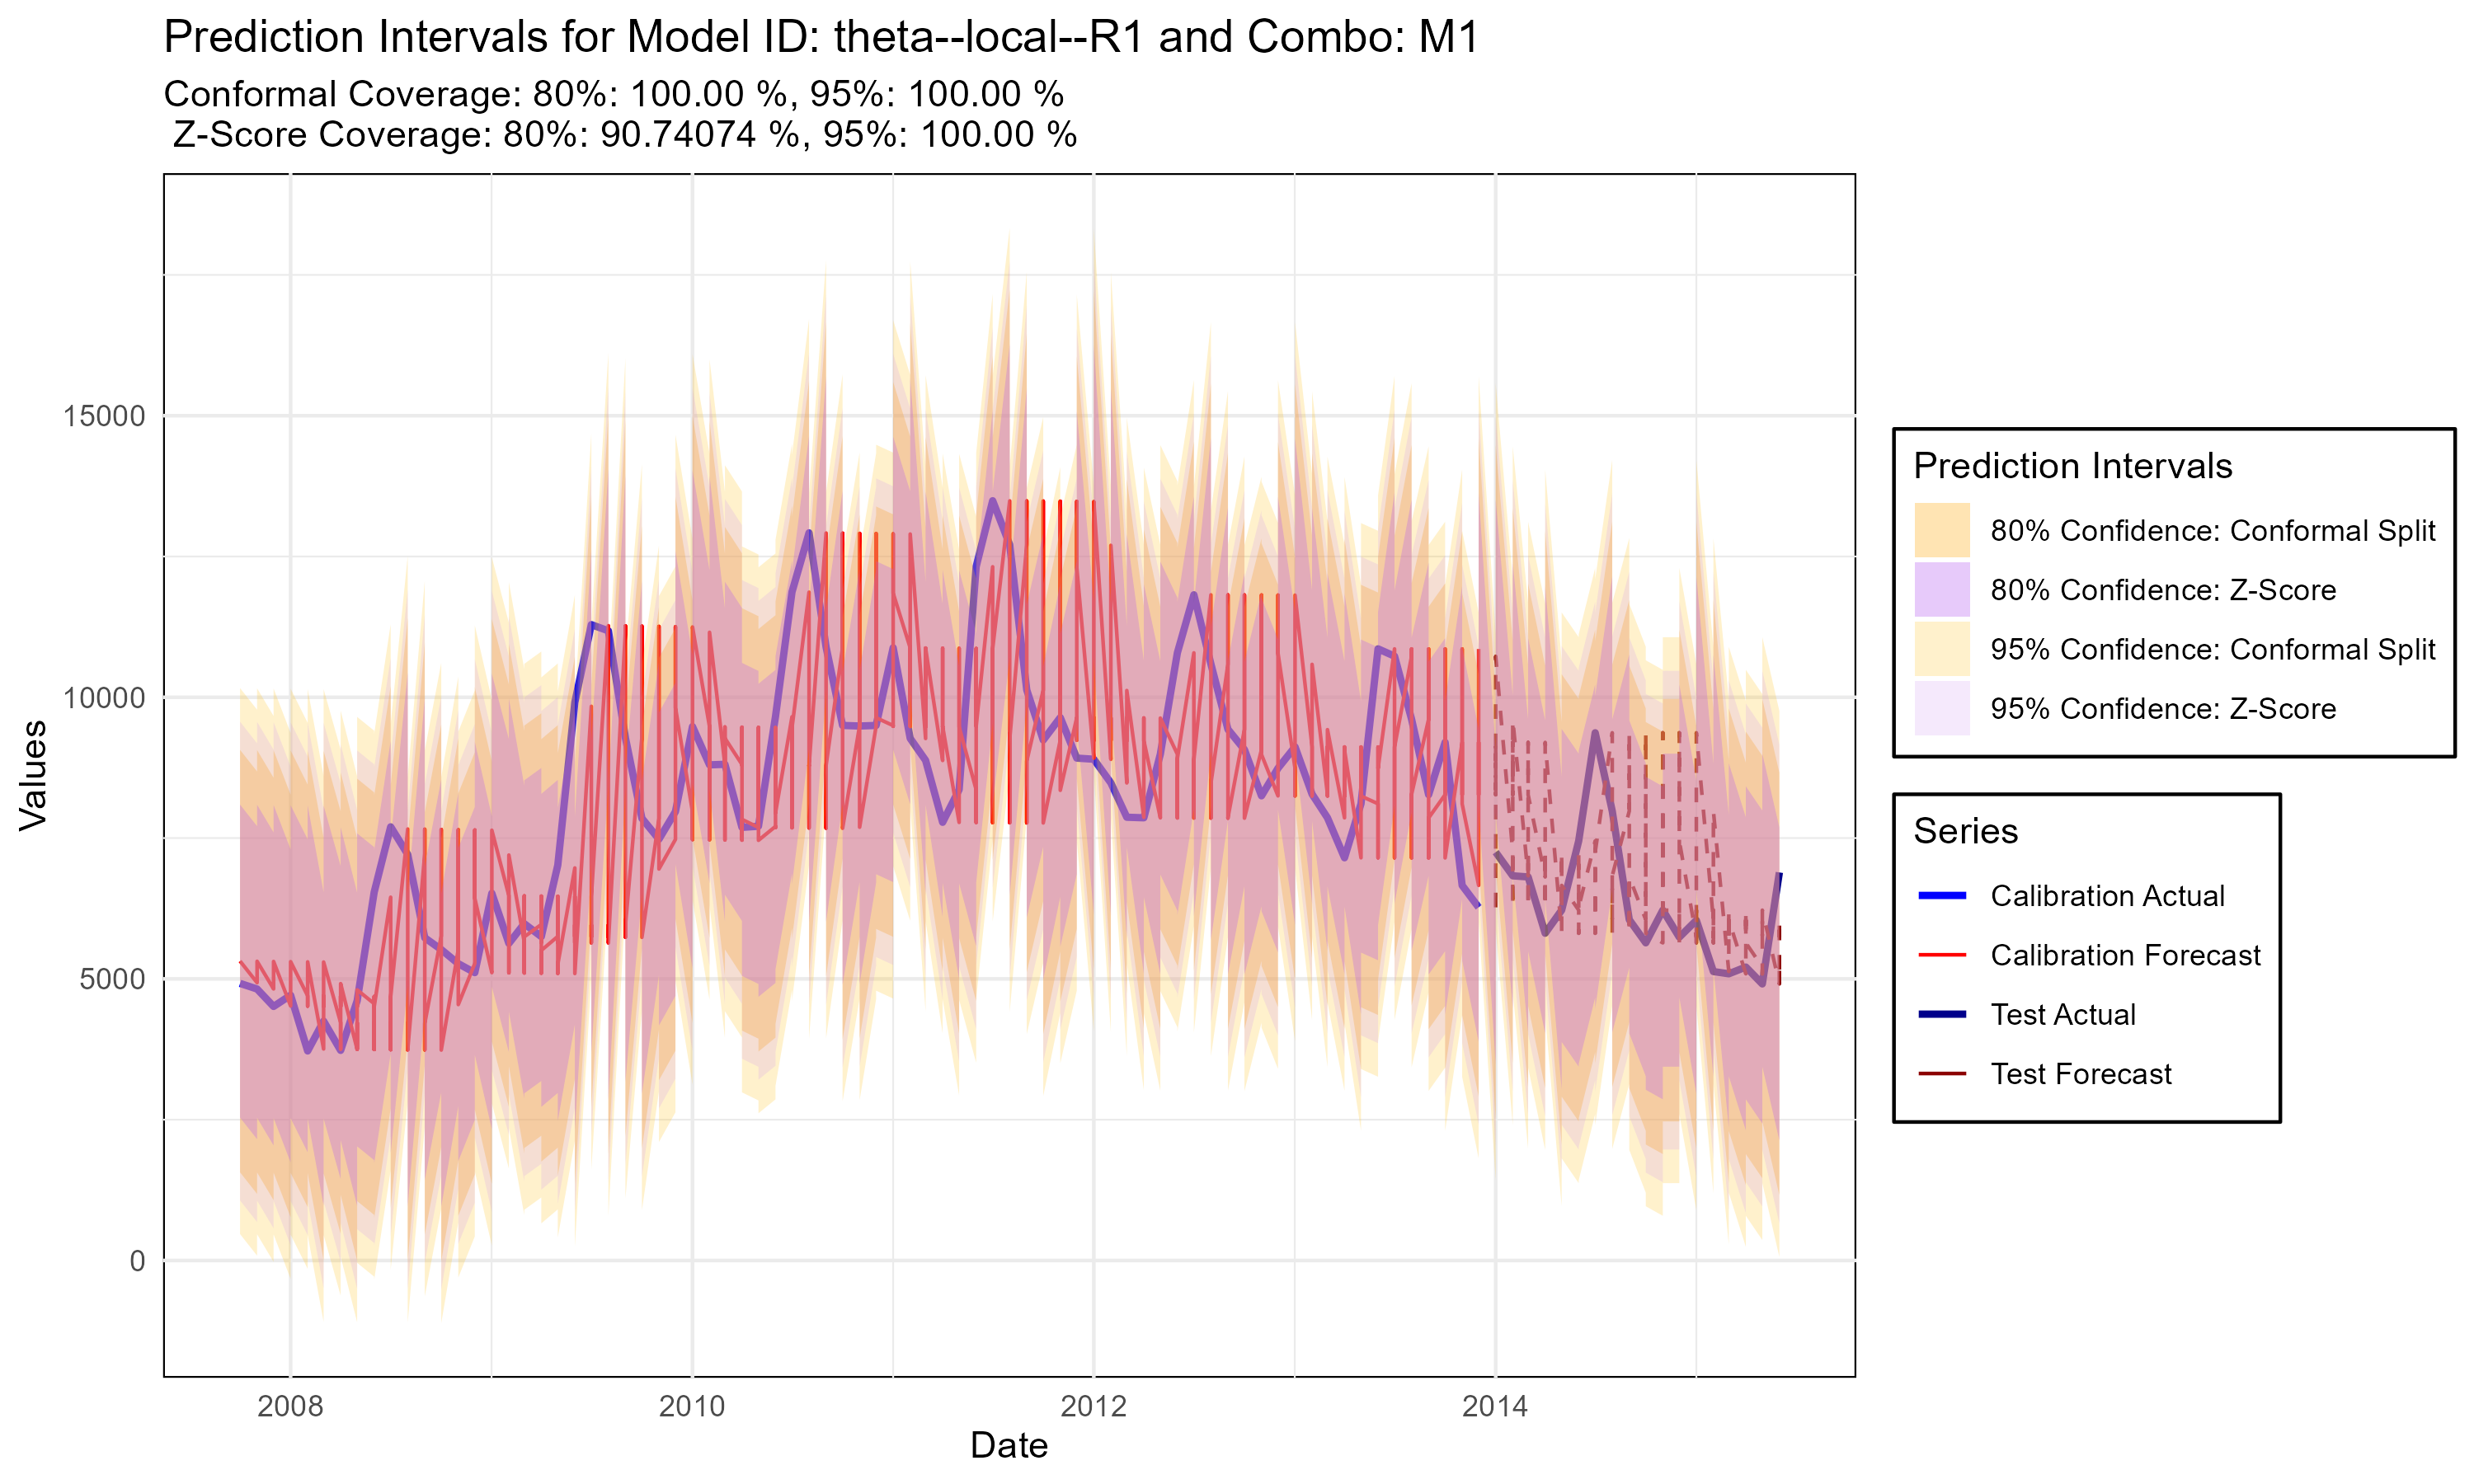 Prediction Intervals for Model ID: theta--local--R1 and Combo: M1
Conformal Coverage: 80%: 100.00 %, 95%: 100.00 %
Z-Score Coverage: 80%: 90.74074 %, 95%: 100.00 %
Values
15000
10000
5000
0
2008
2010
2012
2014
Date
Prediction Intervals
80% Confidence: Conformal Split
80% Confidence: Z-Score
95% Confidence: Conformal Split
95% Confidence: Z-Score
Series
Calibration Actual
Calibration Forecast
Test Actual
Test Forecast